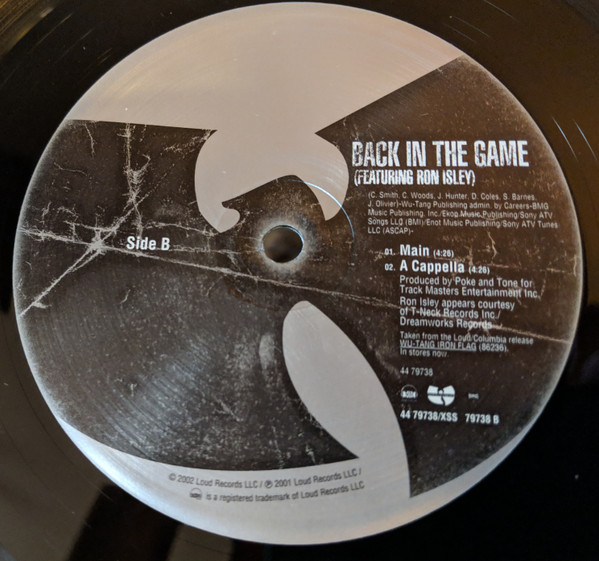 BACK IN THE GAME
(FEATURING RON ISLEY)
(C. Smith, C. Woods, J. Hunter, D. Coles, S. Barnes,
J. Olivier)-Wu-Tang Publishing admin. by Careers-BMG
Music Publishing, Inc./Ekop Music Publishing/Sony ATV
Songs LLC (BMI)/Enot Music Publishing/Sony ATV Tunes
LLC (ASCAP)-
Side B
01. Main (4:26)
02. A Cappella (4:26)
Produced by Poke and Tone for
Track Masters Entertainment Inc.
Ron Isley appears courtesy
of T-Neck Records Inc./
Dreamworks Records
Taken from the Loud/Columbia release
WU-TANG IRON FLAG (86236).
In stores now
44 79738
44 79738/XSS 79738 B
© 2002 Loud Records LLC/ ℗ 2001 Loud Records LLC/
is a registered trademark of Loud Records LLC